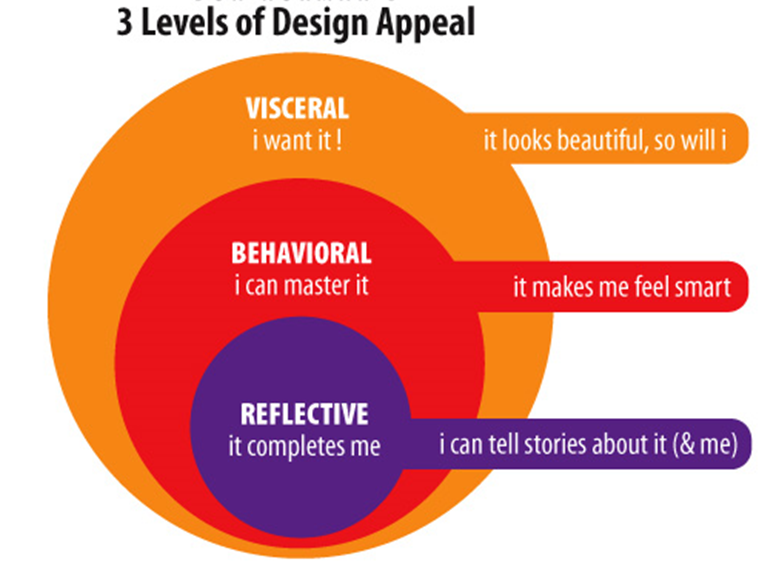 3 Levels of Design Appeal
VISCERAL
i want it !
it looks beautiful, so will i
BEHAVIORAL
i can master it
it makes me feel smart
REFLECTIVE
it completes me
i can tell stories about it (& me)